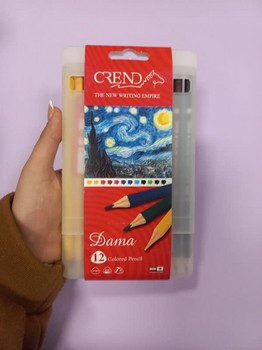 CREND
THE NEW WRITING EMPIRE
Dama
12 Colored Pencil